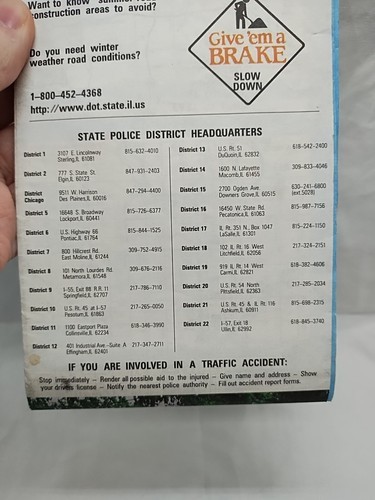 Want to know
construction areas to avoid?
Do you need winter
weather road conditions?
1-800-452-4368
http://www.dot.state.il.us
Give 'em a
BRAKE
SLOW
DOWN
STATE POLICE DISTRICT HEADQUARTERS
District 1 3107 E. Lincolnway 815-632-4010
Sterling, IL 61081
District 2 777 S. State St. 847-931-2403
Elgin, IL 60123
District 9511 W. Harrison 847-294-4400
Chicago Des Plaines, IL 60016
District 5 16648 S. Broadway 815-726-6377
Lockport, IL 60441
District 6 U.S. Highway 66 815-844-1525
Pontiac, IL 61764
District 7 800 Hillcrest Rd. 309-752-4915
East Moline, IL 61244
District 8 101 North Lourdes Rd. 309-676-2116
Metamora, IL 61548
District 9 I-55, Exit 88 R.R. 11 217-786-7110
Springfield, IL 62707
District 10 U.S. Rt. 45 at I-57 217-265-0050
Pesotum, IL 61863
District 11 1100 Eastport Plaza 618-346-3990
Collinsville, IL 62234
District 12 401 Industrial Ave.-Suite A 217-347-2711
Effingham, IL 62401
District 13 U.S. Rt. 51 618-542-2400
DuQuoin, IL 62832
District 14 1600 N Lafayette 309-833-4046
Macomb, IL 61455
District 15 2700 Ogden Ave. 630-241-6800
Downers Grove, IL 60515 (ext.5028)
District 16 16450 W. State Rd. 815-987-7156
Pecatonica, IL 61063
District 17 IL Rt. 351 N., Box 1047 815-224-1150
LaSalle, IL 61301
District 18 102 IL Rt. 16 West 217-324-2151
Litchfield, IL 62056
District 19 919 IL Rt. 14 West 618-382-4606
Carmi, IL 62821
District 20 U.S. Rt. 54 North 217-285-2034
Pittsfield, IL 62363
District 21 U.S. Rt. 45 & IL Rt. 116 815-698-2315
Ashkum, IL 60911
District 22 I-57, Exit 18 618-845-3740
Ullin, IL 62992
IF YOU ARE INVOLVED IN A TRAFFIC ACCIDENT:
Stop immediately – Render all possible aid to the injured – Give name and address – Show
your drivers license – Notify the nearest police authority – Fill out accident report forms.